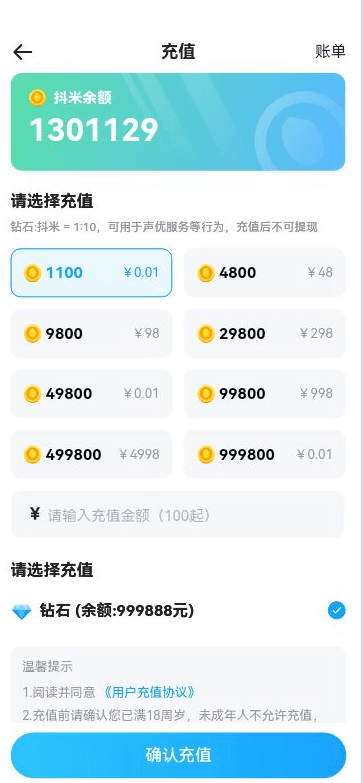 充值
账单
抖米余额
1301129
请选择充值
钻石:抖米 = 1:10，可用于声优服务等行为，充值后不可提现
1100 ￥0.01
4800 ￥48
9800 ￥98
29800 ￥298
49800 ￥0.01
99800 ￥998
499800 ￥4998
999800 ￥0.01
¥ 请输入充值金额（100起）
请选择充值
钻石 (余额:999888元)
温馨提示
1.阅读并同意 《用户充值协议》
2.充值前请确认您已满18周岁，未成年人不允许充值，
确认充值